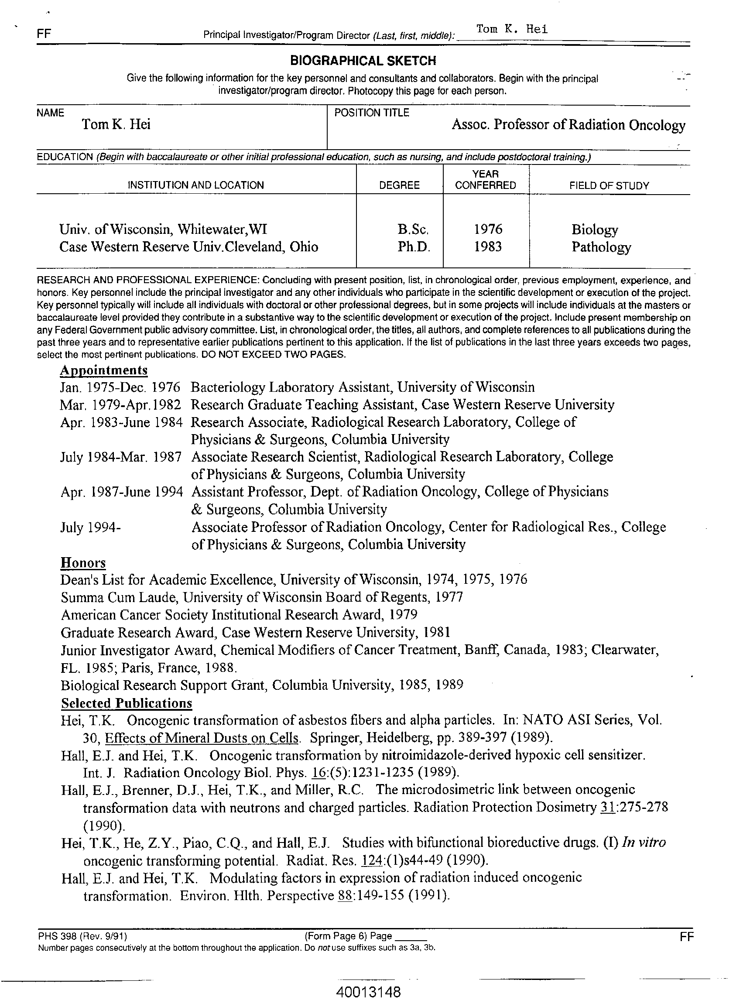 FF Principal Investigator/Program Director (Last, first, middle): Tom K. Hei
BIOGRAPHICAL SKETCH
Give the following information for the key personnel and consultants and collaborators. Begin with the principal
investigator/program director. Photocopy this page for each person.
NAME POSITION TITLE
Tom K. Hei Assoc. Professor of Radiation Oncology
EDUCATION (Begin with baccalaureate or other initial professional education, such as nursing, and include postdoctoral training.)
INSTITUTION AND LOCATION DEGREE YEAR CONFERRED FIELD OF STUDY
Univ. of Wisconsin, Whitewater,WI B.Sc. 1976 Biology
Case Western Reserve Univ.Cleveland, Ohio Ph.D. 1983 Pathology
RESEARCH AND PROFESSIONAL EXPERIENCE: Concluding with present position, list, in chronological order, previous employment, experience, and
honors. Key personnel include the principal investigator and any other individuals who participate in the scientific development or execution of the project.
Key personnel typically will include all individuals with doctoral or other professional degrees, but in some projects will include individuals at the masters or
baccalaureate level provided they contribute in a substantive way to the scientific development or execution of the project. Include present membership on
any Federal Government public advisory committee. List, in chronological order, the titles, all authors, and complete references to all publications during the
past three years and to representative earlier publications pertinent to this application. If the list of publications in the last three years exceeds two pages,
select the most pertinent publications. DO NOT EXCEED TWO PAGES.
Appointments
Jan. 1975-Dec. 1976 Bacteriology Laboratory Assistant, University of Wisconsin
Mar. 1979-Apr.1982 Research Graduate Teaching Assistant, Case Western Reserve University
Apr. 1983-June 1984 Research Associate, Radiological Research Laboratory, College of
Physicians & Surgeons, Columbia University
July 1984-Mar. 1987 Associate Research Scientist, Radiological Research Laboratory, College
of Physicians & Surgeons, Columbia University
Apr. 1987-June 1994 Assistant Professor, Dept. of Radiation Oncology, College of Physicians
& Surgeons, Columbia University
July 1994- Associate Professor of Radiation Oncology, Center for Radiological Res., College
of Physicians & Surgeons, Columbia University
Honors
Dean's List for Academic Excellence, University of Wisconsin, 1974, 1975, 1976
Summa Cum Laude, University of Wisconsin Board of Regents, 1977
American Cancer Society Institutional Research Award, 1979
Graduate Research Award, Case Western Reserve University, 1981
Junior Investigator Award, Chemical Modifiers of Cancer Treatment, Banff, Canada, 1983; Clearwater,
FL. 1985; Paris, France, 1988.
Biological Research Support Grant, Columbia University, 1985, 1989
Selected Publications
Hei, T.K. Oncogenic transformation of asbestos fibers and alpha particles. In: NATO ASI Series, Vol.
30, Effects of Mineral Dusts on Cells. Springer, Heidelberg, pp. 389-397 (1989).
Hall, E.J. and Hei, T.K. Oncogenic transformation by nitroimidazole-derived hypoxic cell sensitizer.
Int. J. Radiation Oncology Biol. Phys. 16:(5):1231-1235 (1989).
Hall, E.J., Brenner, D.J., Hei, T.K., and Miller, R.C. The microdosimetric link between oncogenic
transformation data with neutrons and charged particles. Radiation Protection Dosimetry 31:275-278
(1990).
Hei, T.K., He, Z.Y., Piao, C.Q., and Hall, E.J. Studies with bifunctional bioreductive drugs. (I) In vitro
oncogenic transforming potential. Radiat. Res. 124:(1)s44-49 (1990).
Hall, E.J. and Hei, T.K. Modulating factors in expression of radiation induced oncogenic
transformation. Environ. Hlth. Perspective 88:149-155 (1991).
PHS 398 (Rev. 9/91) (Form Page 6) Page ______ FF
Number pages consecutively at the bottom throughout the application. Do not use suffixes such as 3a, 3b.
40013148